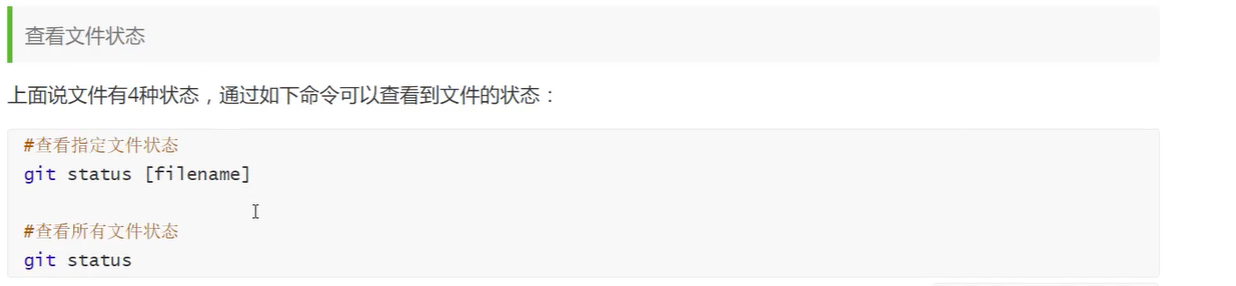 查看文件状态
上面说文件有4种状态，通过如下命令可以查看到文件的状态：
#查看指定文件状态
git status [filename]
#查看所有文件状态
git status